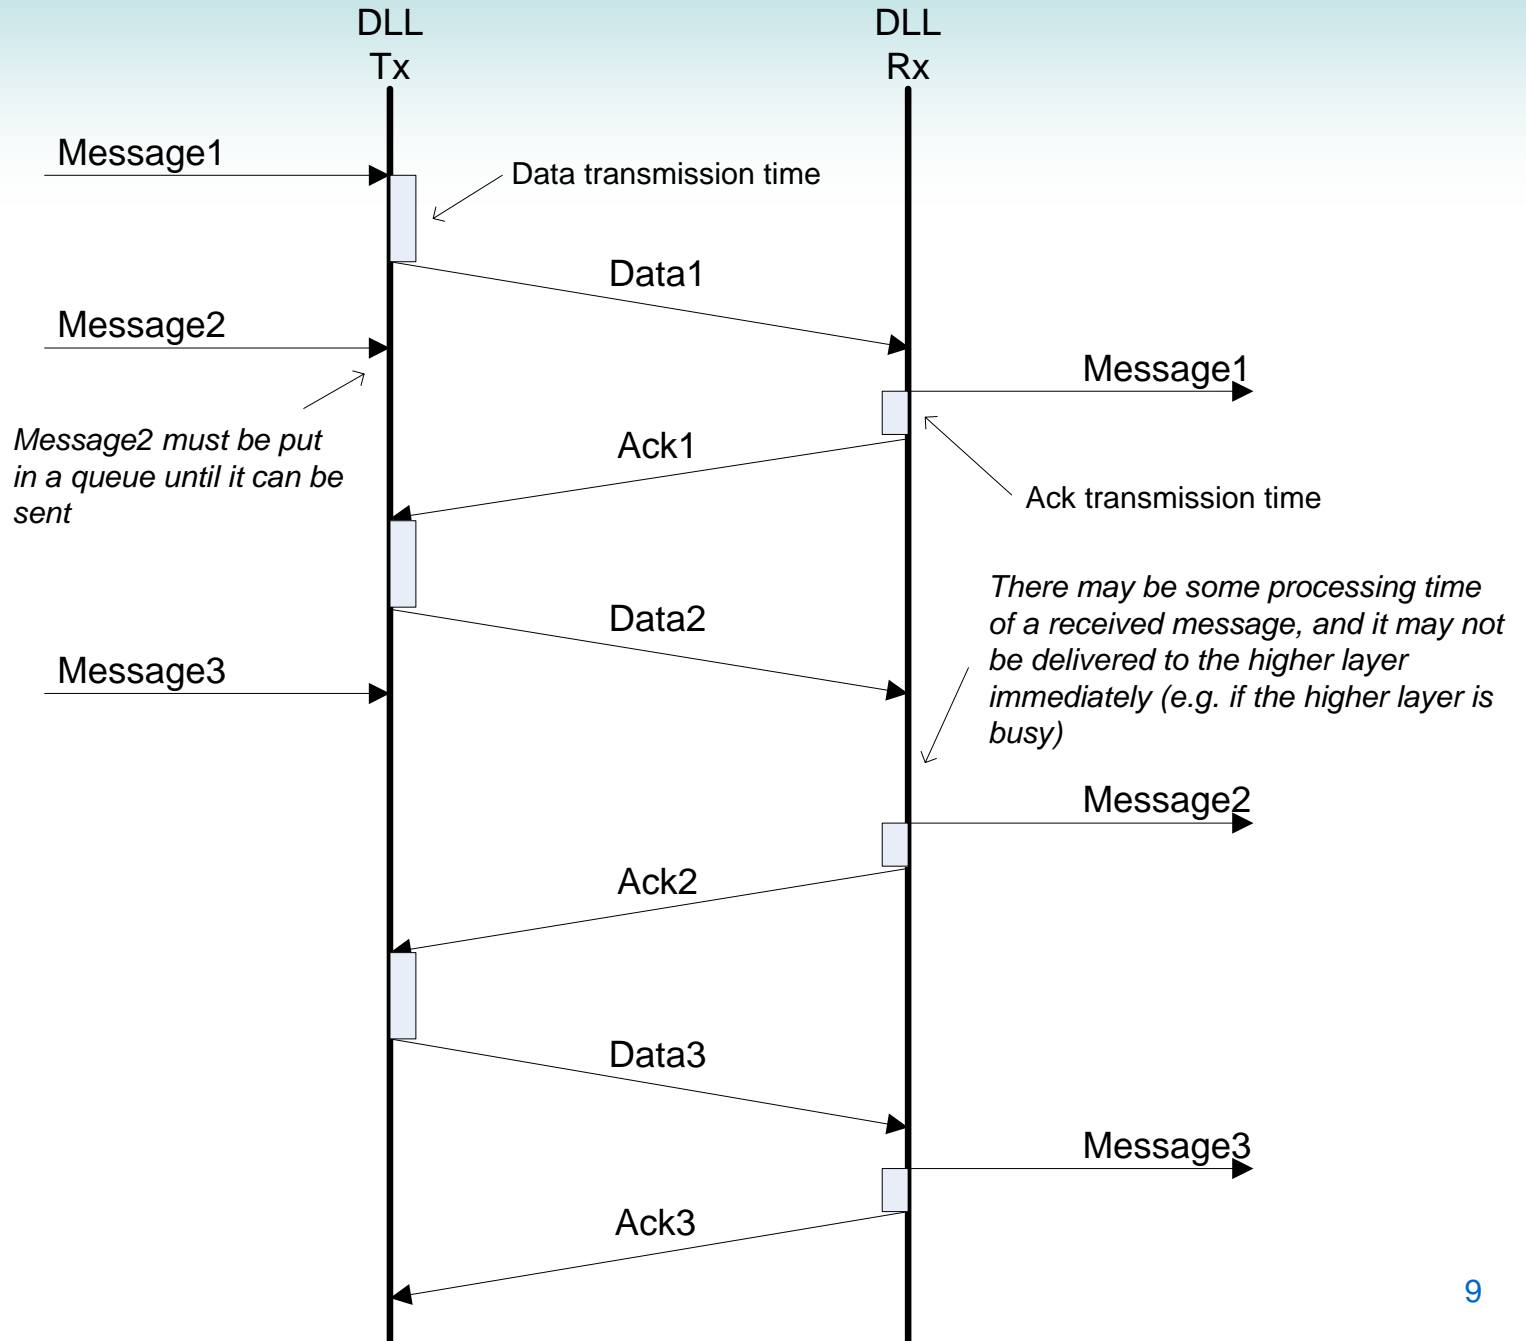 DLL
Tx
DLL
Rx
Message1
Data transmission time
Data1
Message2
Message1
Message2 must be put
in a queue until it can be
sent
Ack1
Ack transmission time
There may be some processing time
of a received message, and it may not
be delivered to the higher layer
immediately (e.g. if the higher layer is
busy)
Data2
Message3
Message2
Ack2
Data3
Message3
Ack3
9